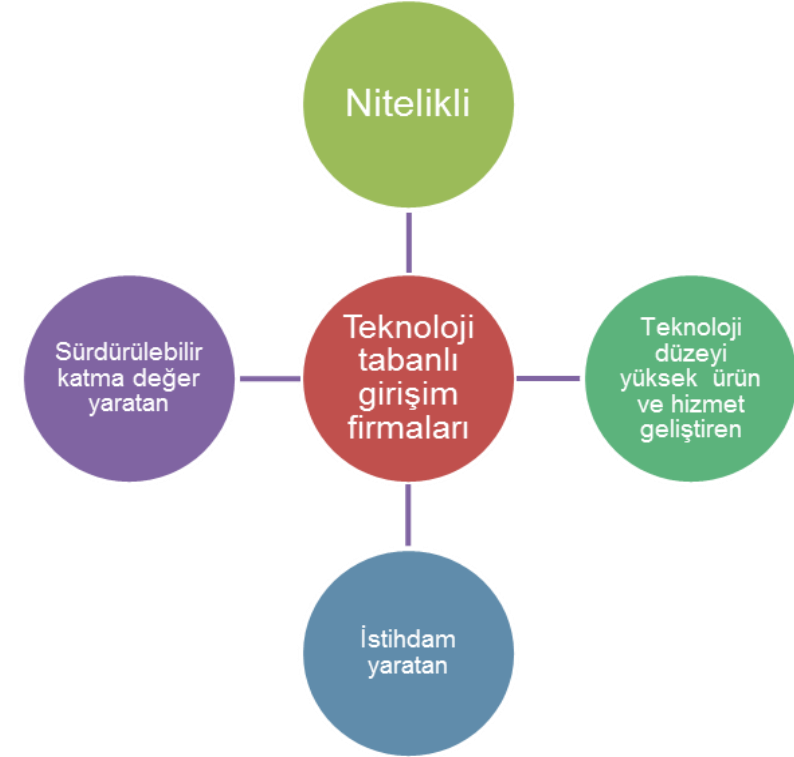 Nitelikli
Sürdürülebilir
katma değer
yaratan
Teknoloji
tabanlı
girişim
firmaları
Teknoloji
düzeyi
yüksek ürün
ve hizmet
geliştiren
İstihdam
yaratan